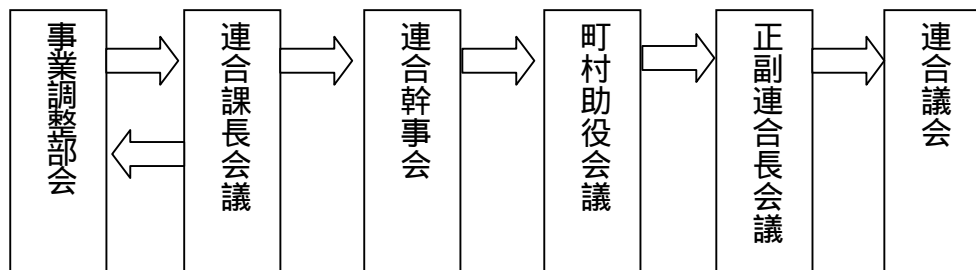 事業調整部会
連合課長会議
連合幹事会
町村助役会議
正副連合長会議
連合議会